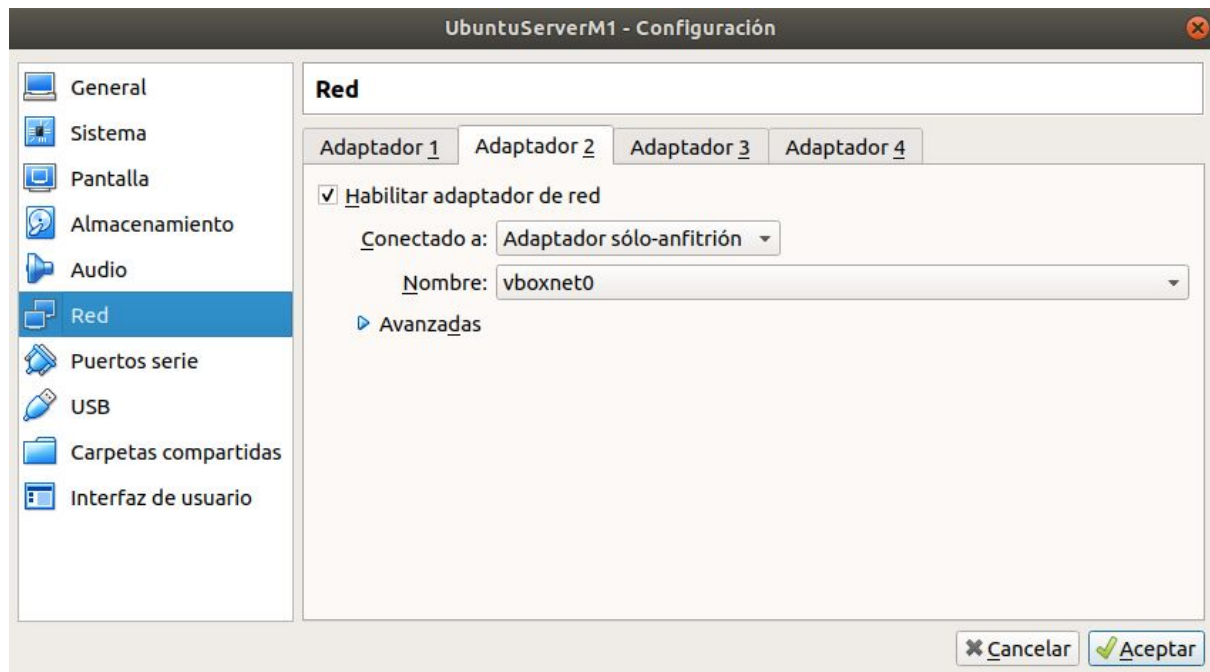 UbuntuServerM1 - Configuración
General
Sistema
Pantalla
Almacenamiento
Audio
Red
Puertos serie
USB
Carpetas compartidas
Interfaz de usuario
Red
Adaptador 1 Adaptador 2 Adaptador 3 Adaptador 4
Habilitar adaptador de red
Conectado a: Adaptador sólo-anfitrión
Nombre: vboxnet0
Avanzadas
Cancelar Aceptar